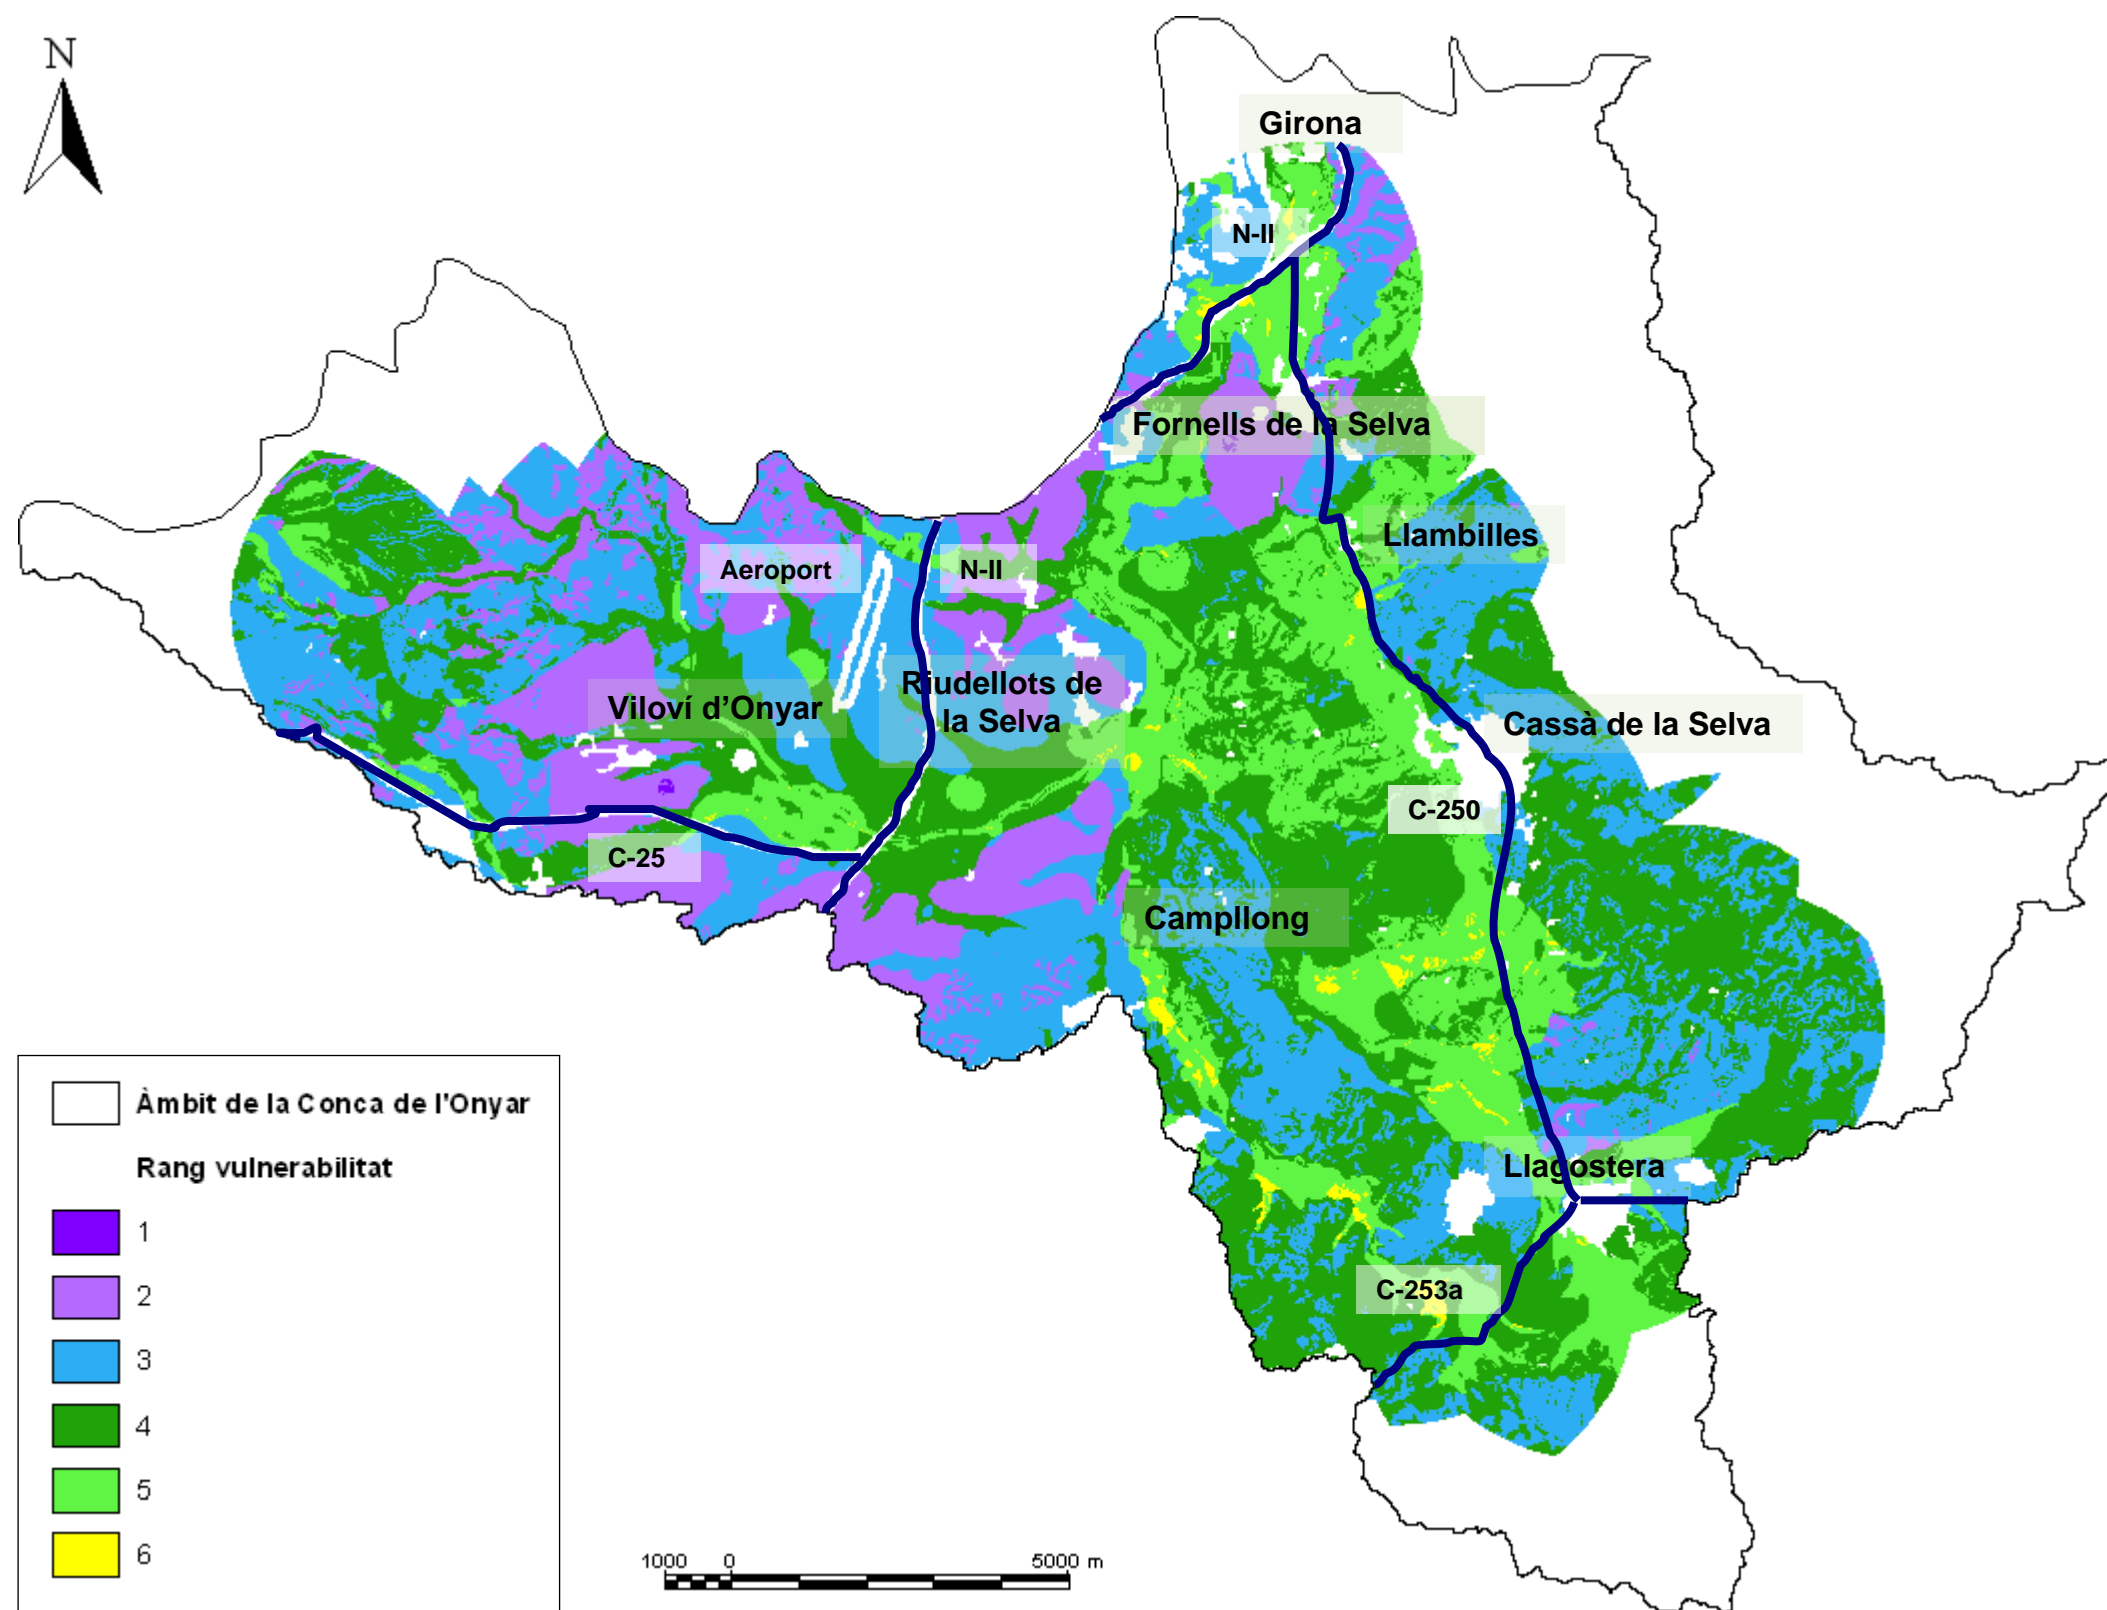 N
Girona
N-II
Fornells de la Selva
Llambilles
Aeroport
N-II
Riudellots de
la Selva
Viloví d'Onyar
Cassà de la Selva
C-250
C-25
Campllong
Llagostera
C-253a
Àmbit de la Conca de l'Onyar
Rang vulnerabilitat
1
2
3
4
5
6
1000 0 5000 m